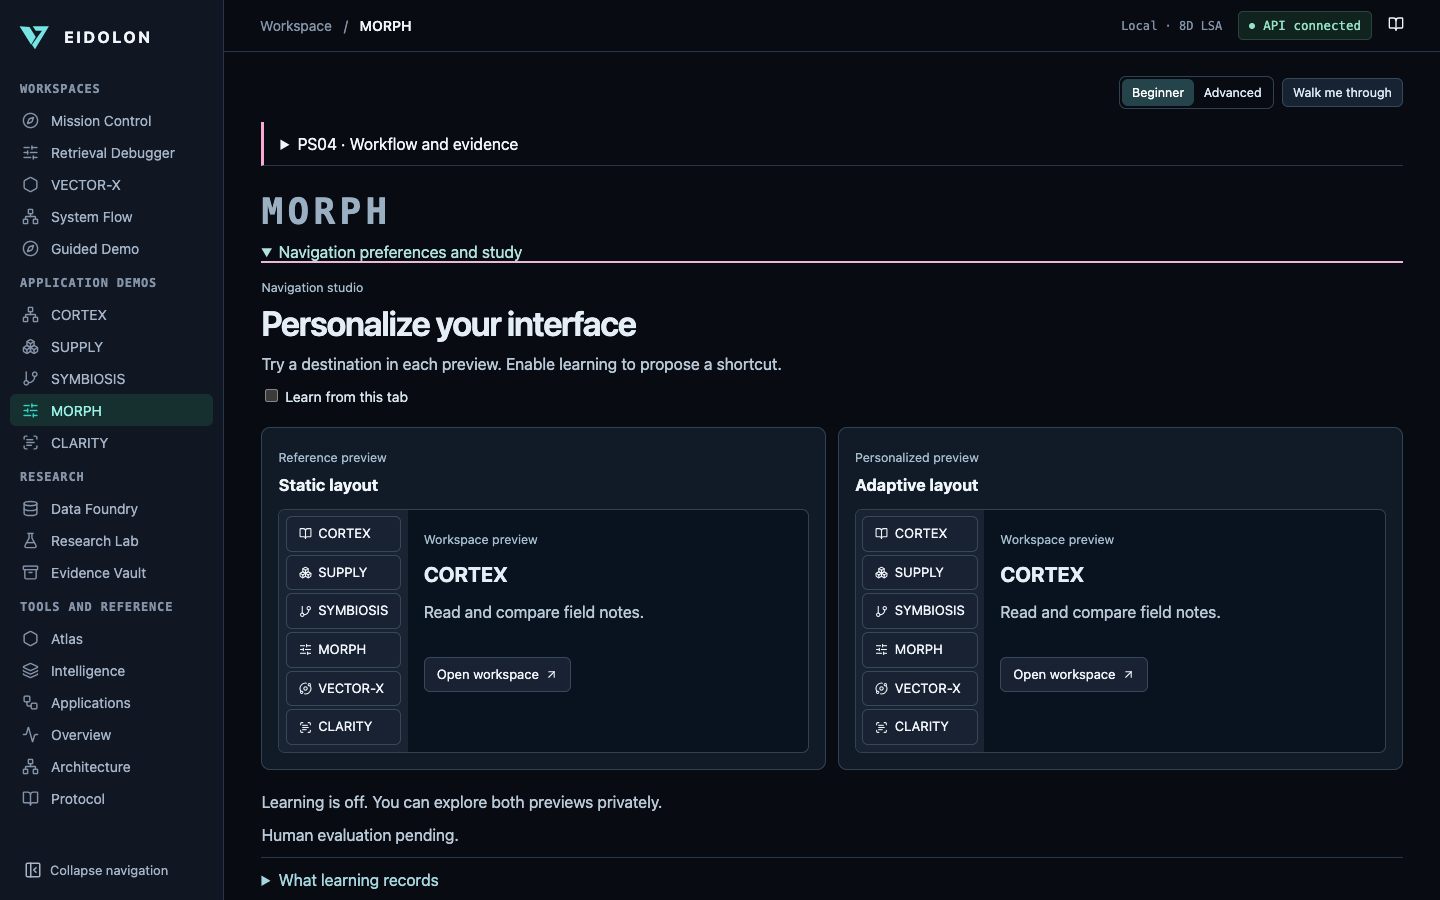 EIDOLON
WORKSPACES
Mission Control
Retrieval Debugger
VECTOR-X
System Flow
Guided Demo
APPLICATION DEMOS
CORTEX
SUPPLY
SYMBIOSIS
MORPH
CLARITY
RESEARCH
Data Foundry
Research Lab
Evidence Vault
TOOLS AND REFERENCE
Atlas
Intelligence
Applications
Overview
Architecture
Protocol
Collapse navigation
Workspace / MORPH
Local · 8D LSA
API connected
Beginner
Advanced
Walk me through
PS04 · Workflow and evidence
MORPH
Navigation preferences and study
Navigation studio
Personalize your interface
Try a destination in each preview. Enable learning to propose a shortcut.
Learn from this tab
Reference preview
Static layout
CORTEX
SUPPLY
SYMBIOSIS
MORPH
VECTOR-X
CLARITY
Workspace preview
CORTEX
Read and compare field notes.
Open workspace
Personalized preview
Adaptive layout
CORTEX
SUPPLY
SYMBIOSIS
MORPH
VECTOR-X
CLARITY
Workspace preview
CORTEX
Read and compare field notes.
Open workspace
Learning is off. You can explore both previews privately.
Human evaluation pending.
What learning records